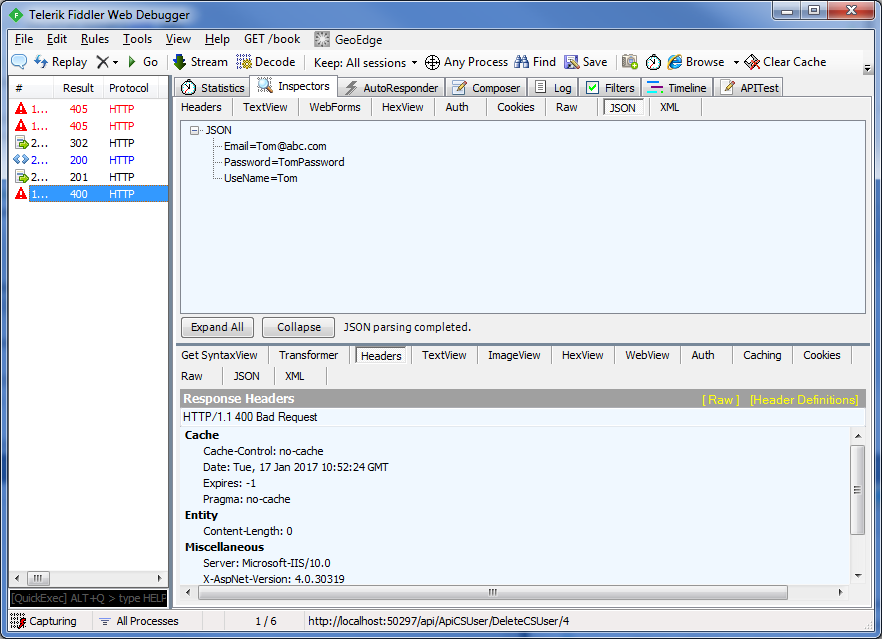 Telerik Fiddler Web Debugger
File Edit Rules Tools View Help GET /book GeoEdge
Replay Go Stream Decode Keep: All sessions Any Process Find Save Browse Clear Cache
# Result Protocol
1... 405 HTTP
1... 405 HTTP
2... 302 HTTP
2... 200 HTTP
2... 201 HTTP
1... 400 HTTP
Statistics Inspectors AutoResponder Composer Log Filters Timeline APITest
Headers TextView WebForms HexView Auth Cookies Raw JSON XML
JSON
Email=Tom@abc.com
Password=TomPassword
UseName=Tom
Expand All Collapse JSON parsing completed.
Get SyntaxView Transformer Headers TextView ImageView HexView WebView Auth Caching Cookies
Raw JSON XML
Response Headers [ Raw ] [Header Definitions]
HTTP/1.1 400 Bad Request
Cache
Cache-Control: no-cache
Date: Tue, 17 Jan 2017 10:52:24 GMT
Expires: -1
Pragma: no-cache
Entity
Content-Length: 0
Miscellaneous
Server: Microsoft-IIS/10.0
X-AspNet-Version: 4.0.30319
[QuickExec] ALT+Q > type HELP
Capturing All Processes 1 / 6 http://localhost:50297/api/ApiCSUser/DeleteCSUser/4